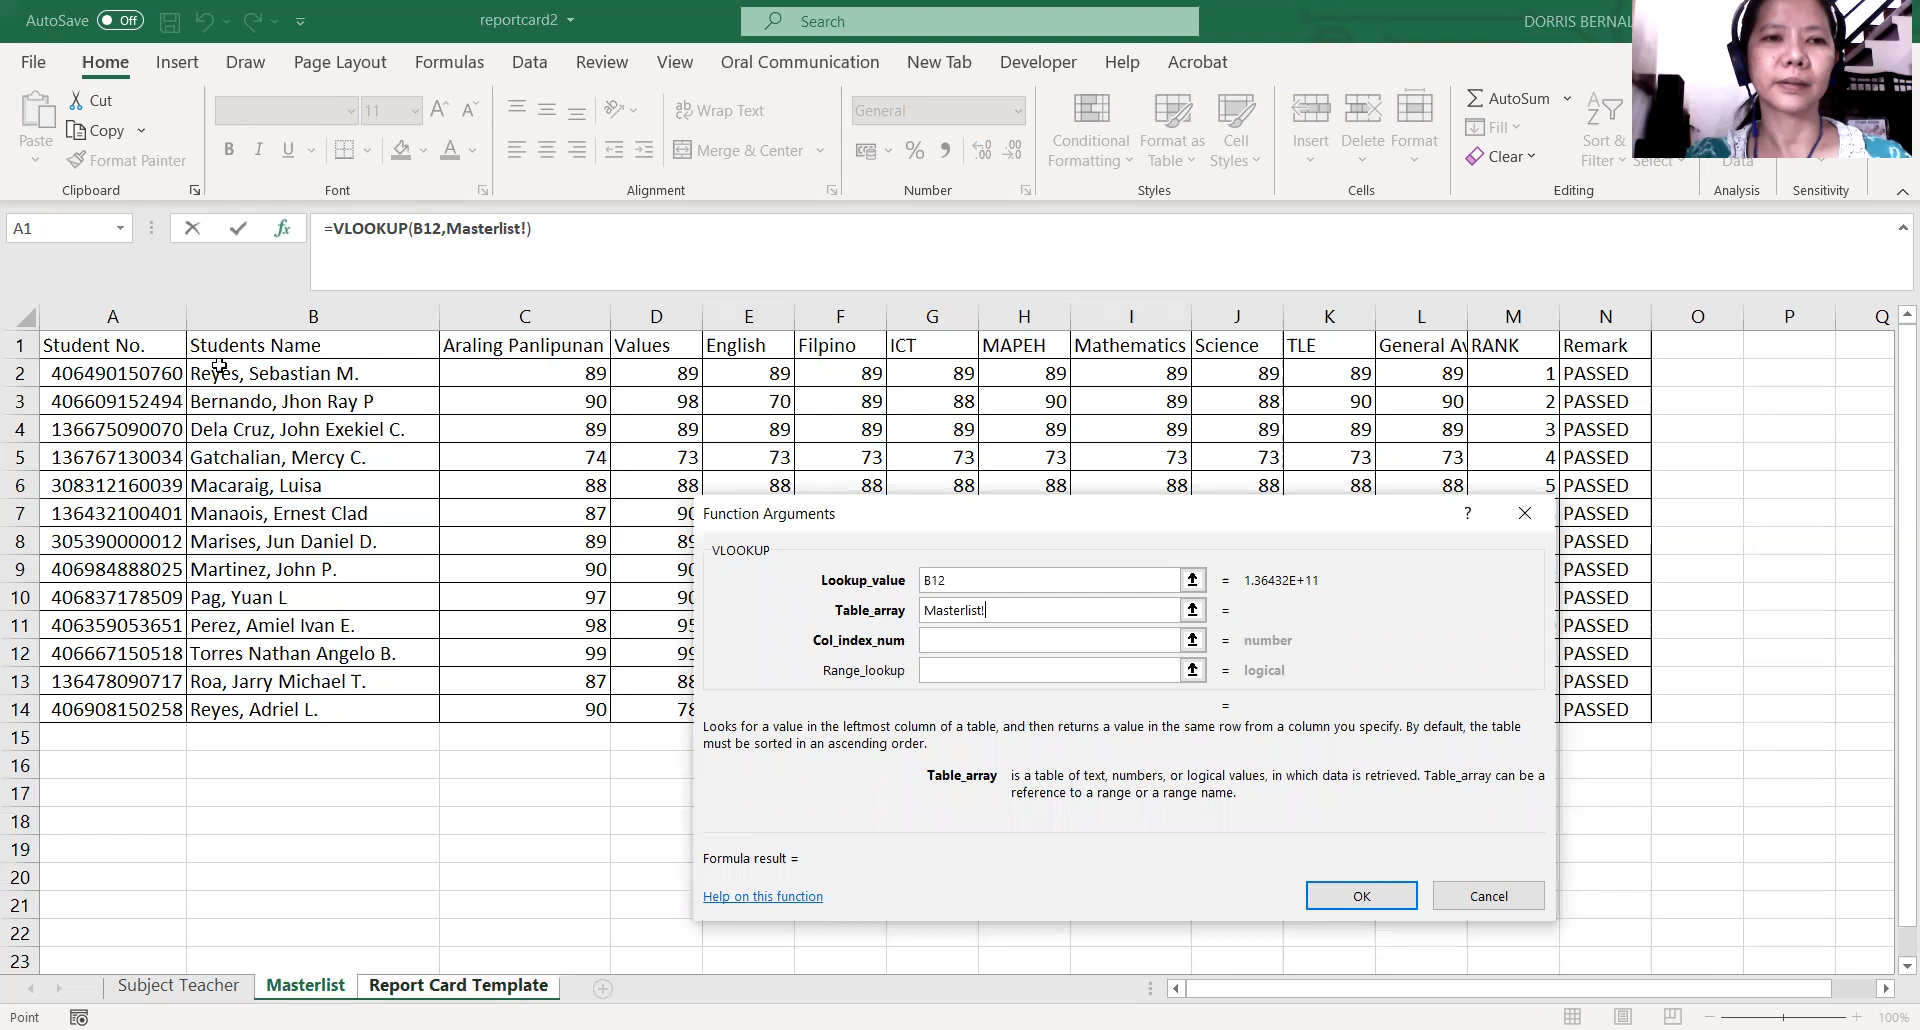 AutoSave Off reportcard2 Search DORRIS BERNAL
File Home Insert Draw Page Layout Formulas Data Review View Oral Communication New Tab Developer Help Acrobat
Cut
Copy
Format Painter
Paste
Clipboard
11
B I U A
Font
Wrap Text
Merge & Center
Alignment
General
%
Number
Conditional Formatting
Format as Table
Cell Styles
Styles
Insert Delete Format
Cells
AutoSum
Fill
Clear
Sort & Filter
Select
Editing
Data
Analysis
Sensitivity
A1 fx =VLOOKUP(B12,Masterlist!)
A B C D E F G H I J K L M N O P Q
1 Student No. Students Name Araling Panlipunan Values English Filpino ICT MAPEH Mathematics Science TLE General Av RANK Remark
2 406490150760 Reyes, Sebastian M. 89 89 89 89 89 89 89 89 89 89 1 PASSED
3 406609152494 Bernando, Jhon Ray P 90 98 70 89 88 90 89 88 90 90 2 PASSED
4 136675090070 Dela Cruz, John Exekiel C. 89 89 89 89 89 89 89 89 89 89 3 PASSED
5 136767130034 Gatchalian, Mercy C. 74 73 73 73 73 73 73 73 73 73 4 PASSED
6 308312160039 Macaraig, Luisa 88 88 88 88 88 88 88 88 88 88 5 PASSED
7 136432100401 Manaois, Ernest Clad 87 90 PASSED
8 305390000012 Marises, Jun Daniel D. 89 89 PASSED
9 406984888025 Martinez, John P. 90 90 PASSED
10 406837178509 Pag, Yuan L 97 90 PASSED
11 406359053651 Perez, Amiel Ivan E. 98 95 PASSED
12 406667150518 Torres Nathan Angelo B. 99 99 PASSED
13 136478090717 Roa, Jarry Michael T. 87 88 PASSED
14 406908150258 Reyes, Adriel L. 90 78 PASSED
15
16
17
18
19
20
21
22
23
Function Arguments ?
VLOOKUP
Lookup_value B12 = 1.36432E+11
Table_array Masterlist! =
Col_index_num = number
Range_lookup = logical
=
Looks for a value in the leftmost column of a table, and then returns a value in the same row from a column you specify. By default, the table
must be sorted in an ascending order.
Table_array is a table of text, numbers, or logical values, in which data is retrieved. Table_array can be a
reference to a range or a range name.
Formula result =
Help on this function OK Cancel
Subject Teacher Masterlist Report Card Template
Point 100%